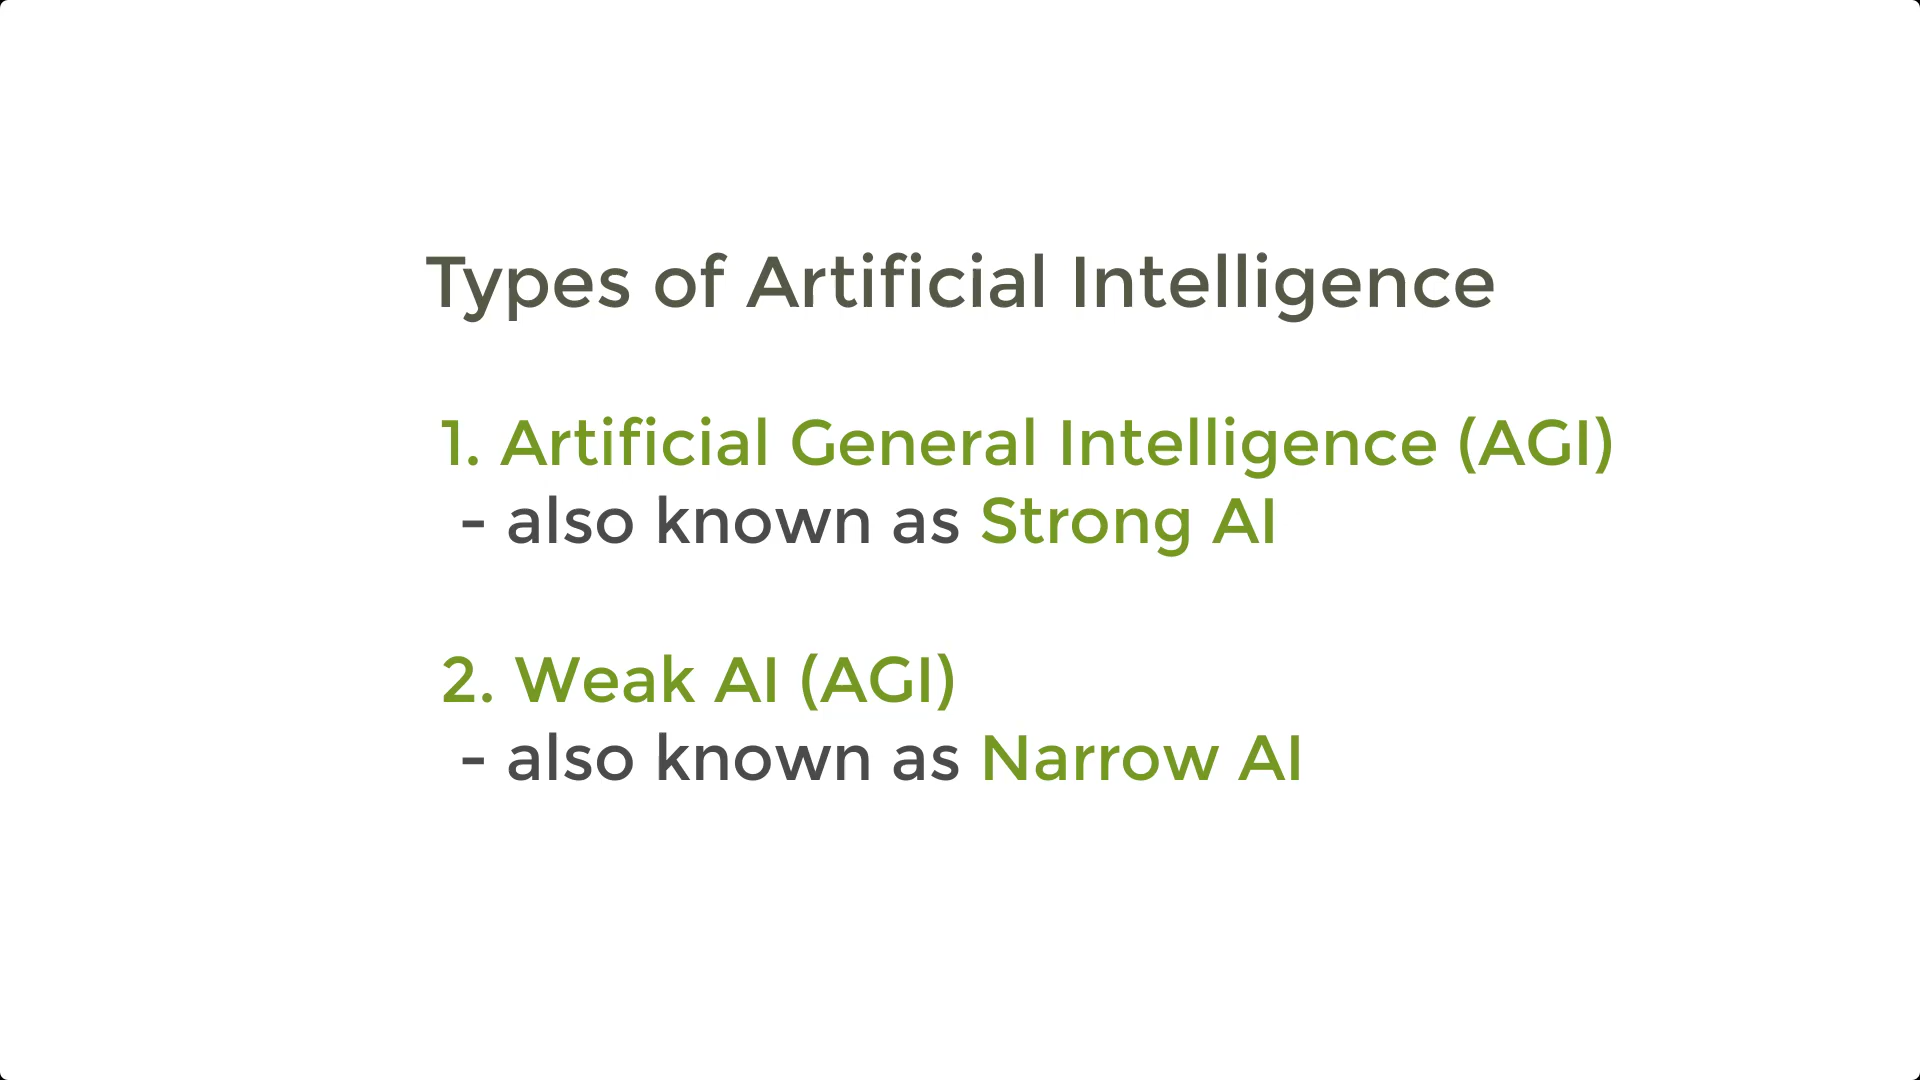 Types of Artificial Intelligence
1. Artificial General Intelligence (AGI)
- also known as Strong AI
2. Weak AI (AGI)
- also known as Narrow AI